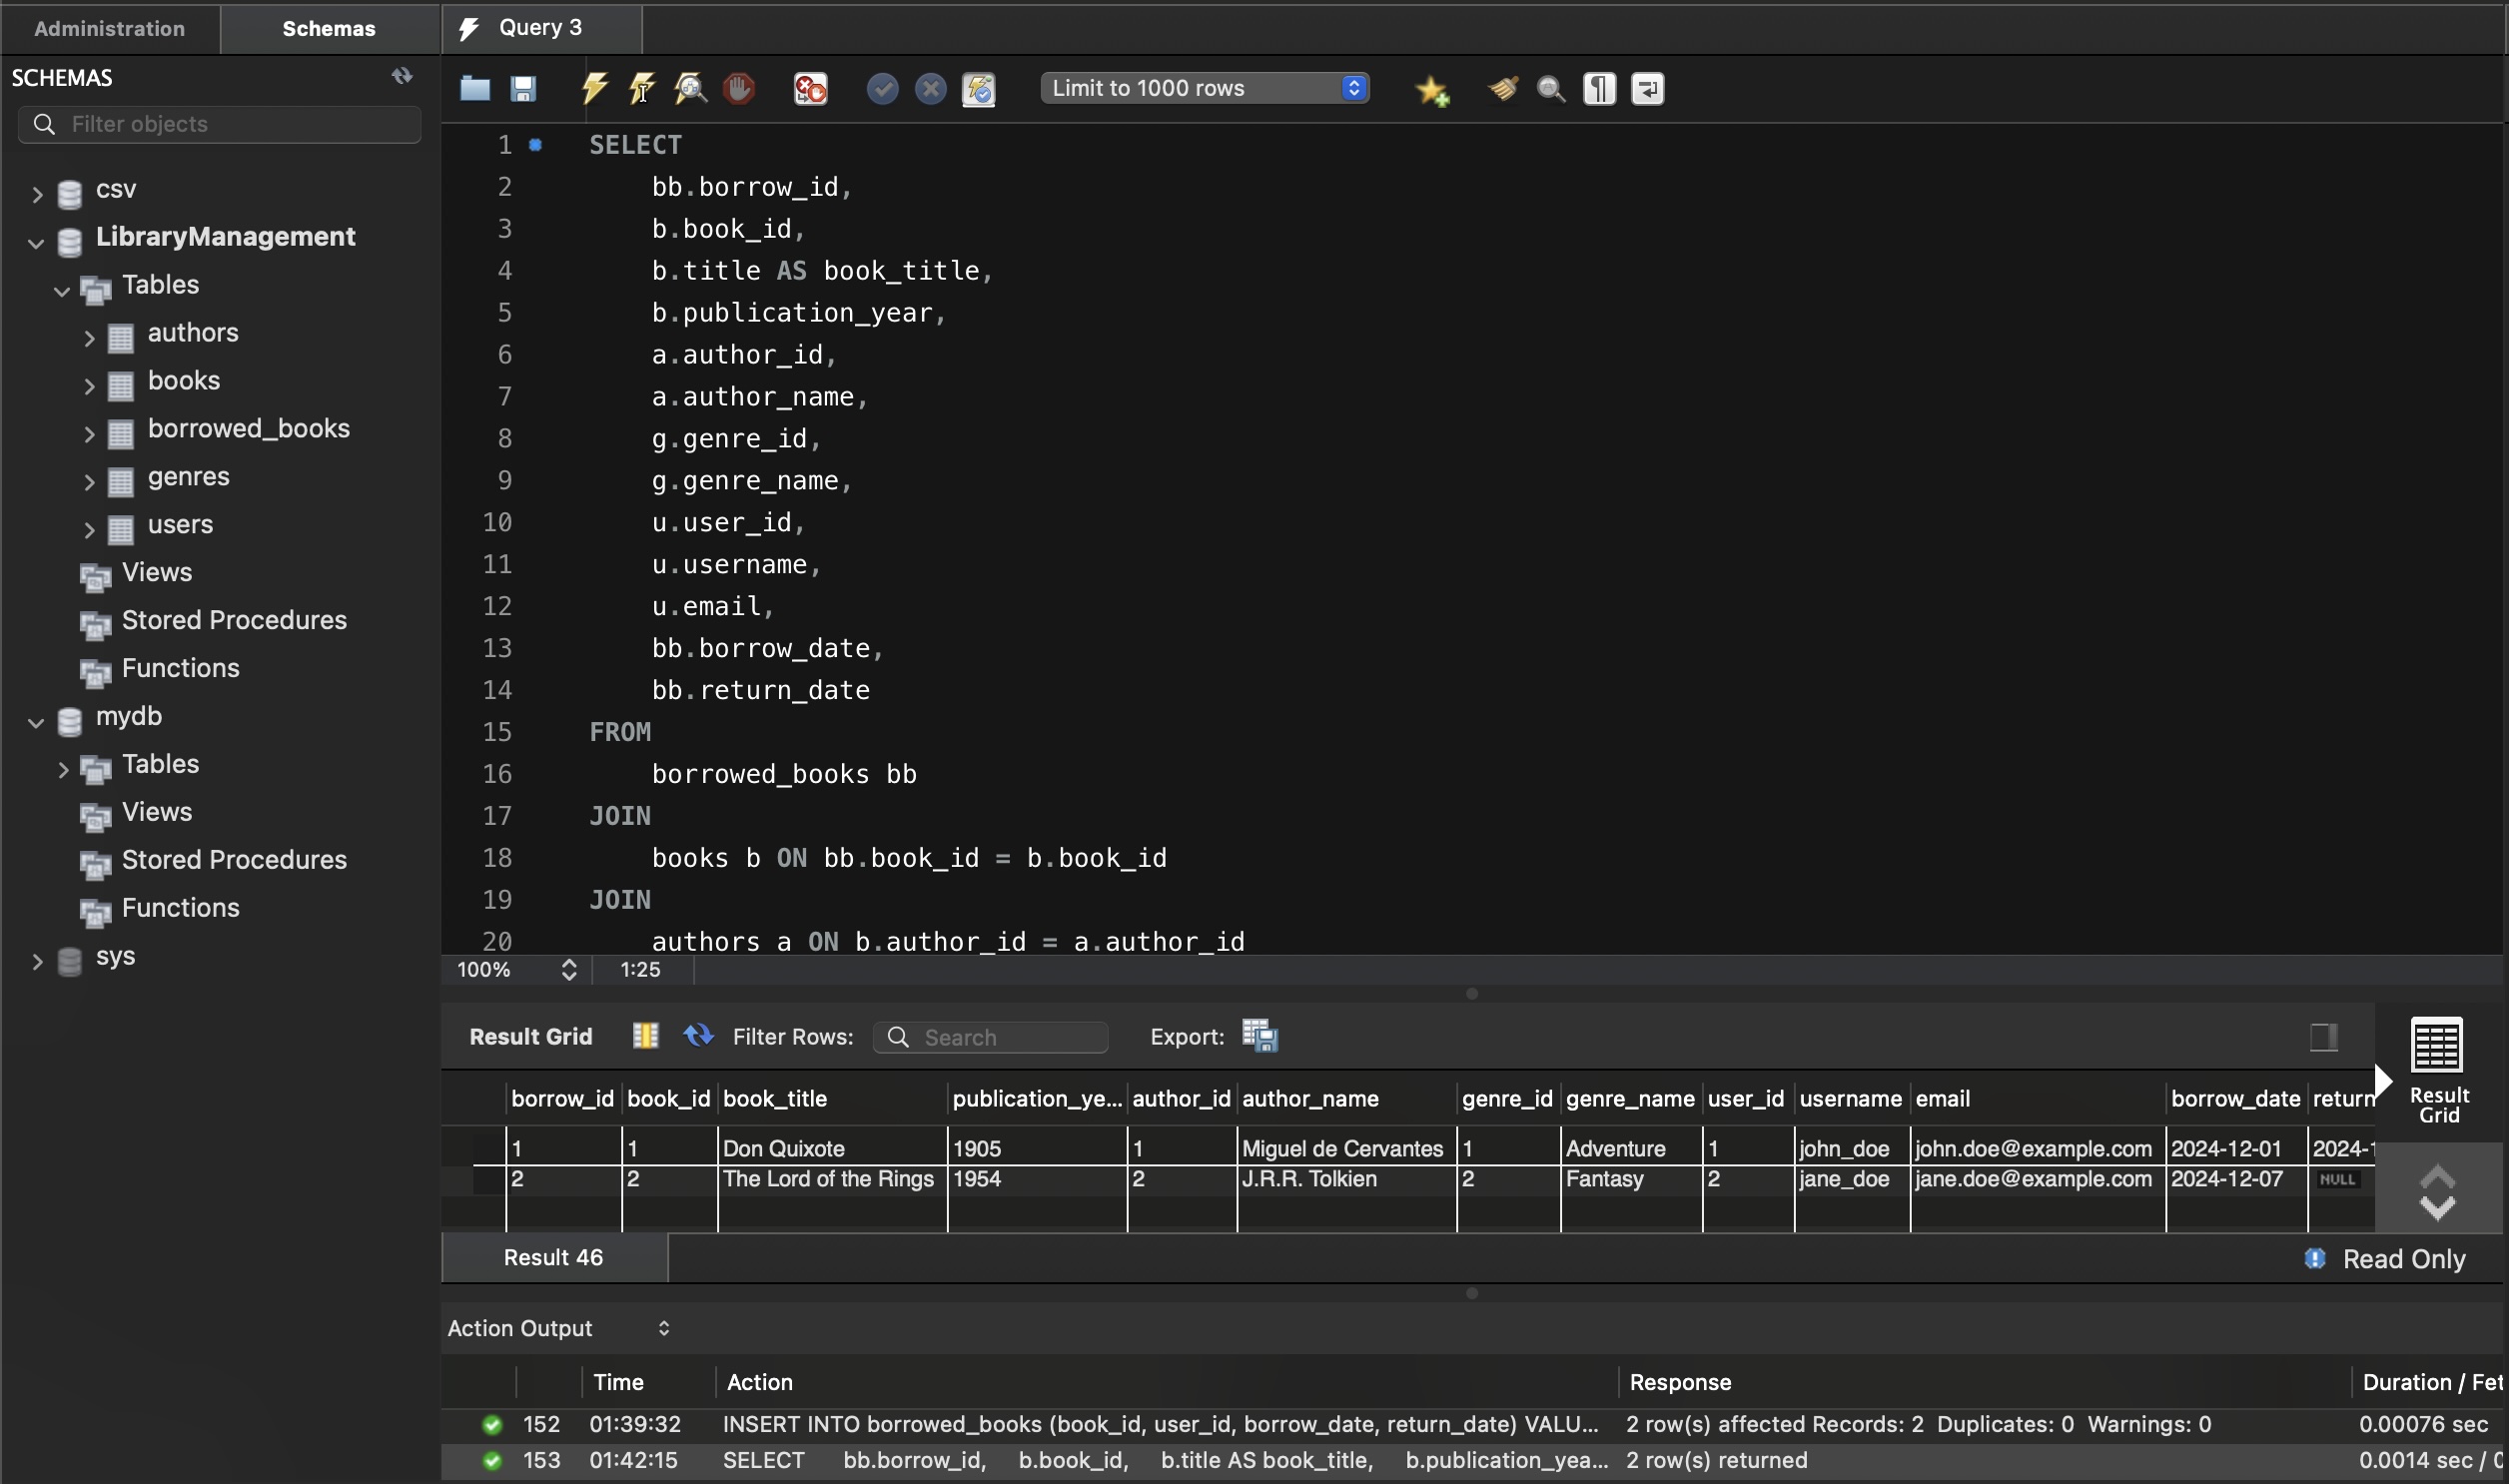 Administration
Schemas
Query 3
SCHEMAS
Filter objects
Limit to 1000 rows
csv
LibraryManagement
Tables
authors
books
borrowed_books
genres
users
Views
Stored Procedures
Functions
mydb
Tables
Views
Stored Procedures
Functions
sys
1 SELECT
2 bb.borrow_id,
3 b.book_id,
4 b.title AS book_title,
5 b.publication_year,
6 a.author_id,
7 a.author_name,
8 g.genre_id,
9 g.genre_name,
10 u.user_id,
11 u.username,
12 u.email,
13 bb.borrow_date,
14 bb.return_date
15 FROM
16 borrowed_books bb
17 JOIN
18 books b ON bb.book_id = b.book_id
19 JOIN
20 authors a ON b.author_id = a.author_id
100% 1:25
Result Grid Filter Rows: Search Export:
borrow_id book_id book_title publication_ye... author_id author_name genre_id genre_name user_id username email borrow_date return
1 1 Don Quixote 1905 1 Miguel de Cervantes 1 Adventure 1 john_doe john.doe@example.com 2024-12-01 2024-1
2 2 The Lord of the Rings 1954 2 J.R.R. Tolkien 2 Fantasy 2 jane_doe jane.doe@example.com 2024-12-07 NULL
Result
Grid
Result 46
Read Only
Action Output
Time Action Response Duration / Fet
152 01:39:32 INSERT INTO borrowed_books (book_id, user_id, borrow_date, return_date) VALU... 2 row(s) affected Records: 2 Duplicates: 0 Warnings: 0 0.00076 sec
153 01:42:15 SELECT bb.borrow_id, b.book_id, b.title AS book_title, b.publication_yea... 2 row(s) returned 0.0014 sec / 0